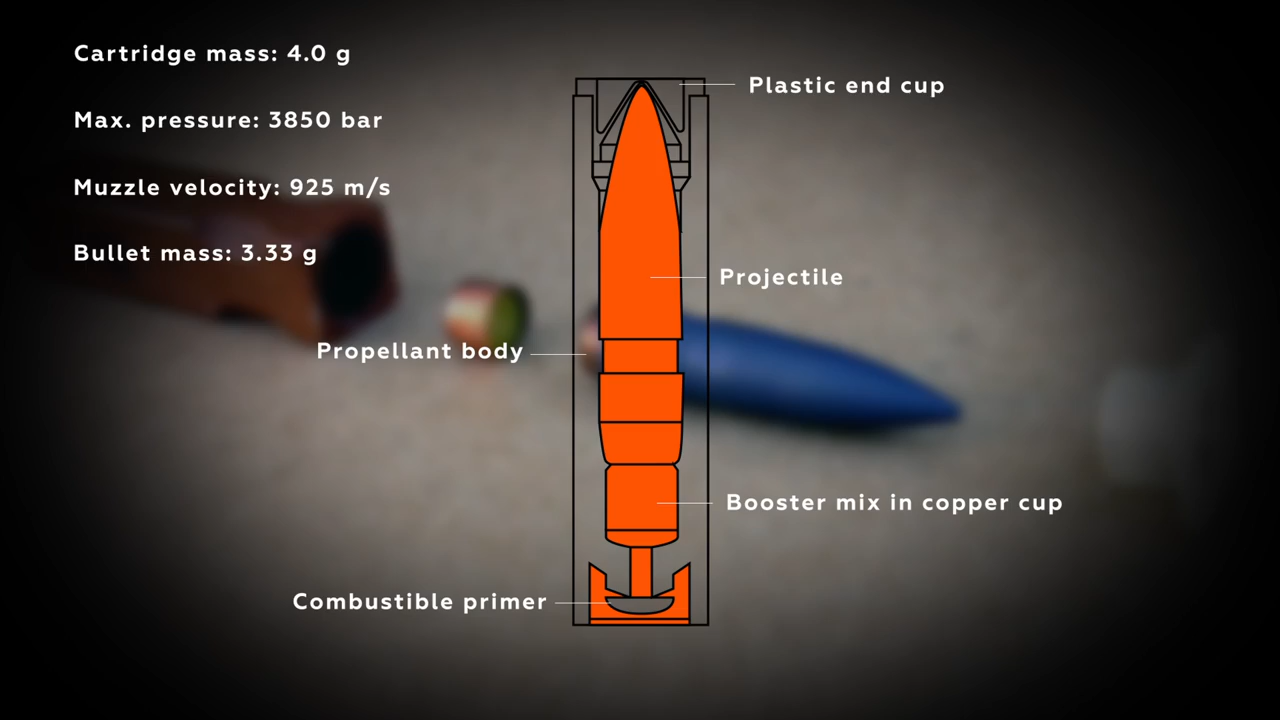 Cartridge mass: 4.0 g
Plastic end cup
Max. pressure: 3850 bar
Muzzle velocity: 925 m/s
Bullet mass: 3.33 g
Projectile
Propellant body
Booster mix in copper cup
Combustible primer